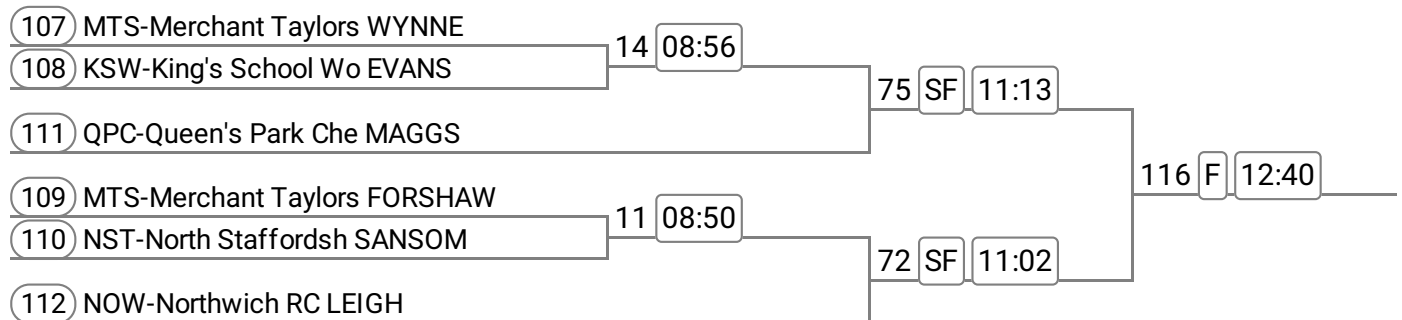 107 MTS-Merchant Taylors WYNNE
14 08:56
108 KSW-King's School Wo EVANS
75 SF 11:13
111 QPC-Queen's Park Che MAGGS
116 F 12:40
109 MTS-Merchant Taylors FORSHAW
11 08:50
110 NST-North Staffordsh SANSOM
72 SF 11:02
112 NOW-Northwich RC LEIGH